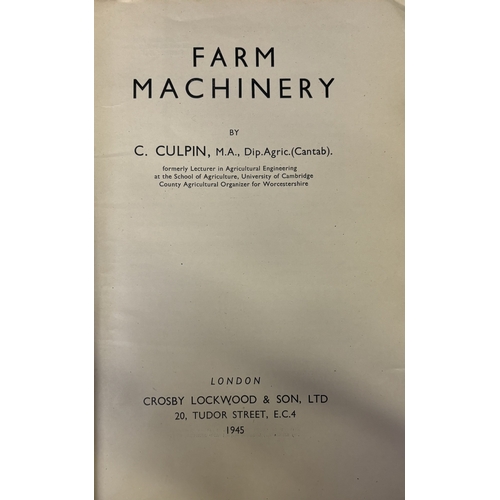 FARM
MACHINERY
BY
C. CULPIN, M.A., Dip.Agric.(Cantab).
formerly Lecturer in Agricultural Engineering
at the School of Agriculture, University of Cambridge
County Agricultural Organizer for Worcestershire
LONDON
CROSBY LOCKWOOD & SON, LTD
20, TUDOR STREET, E.C.4
1945